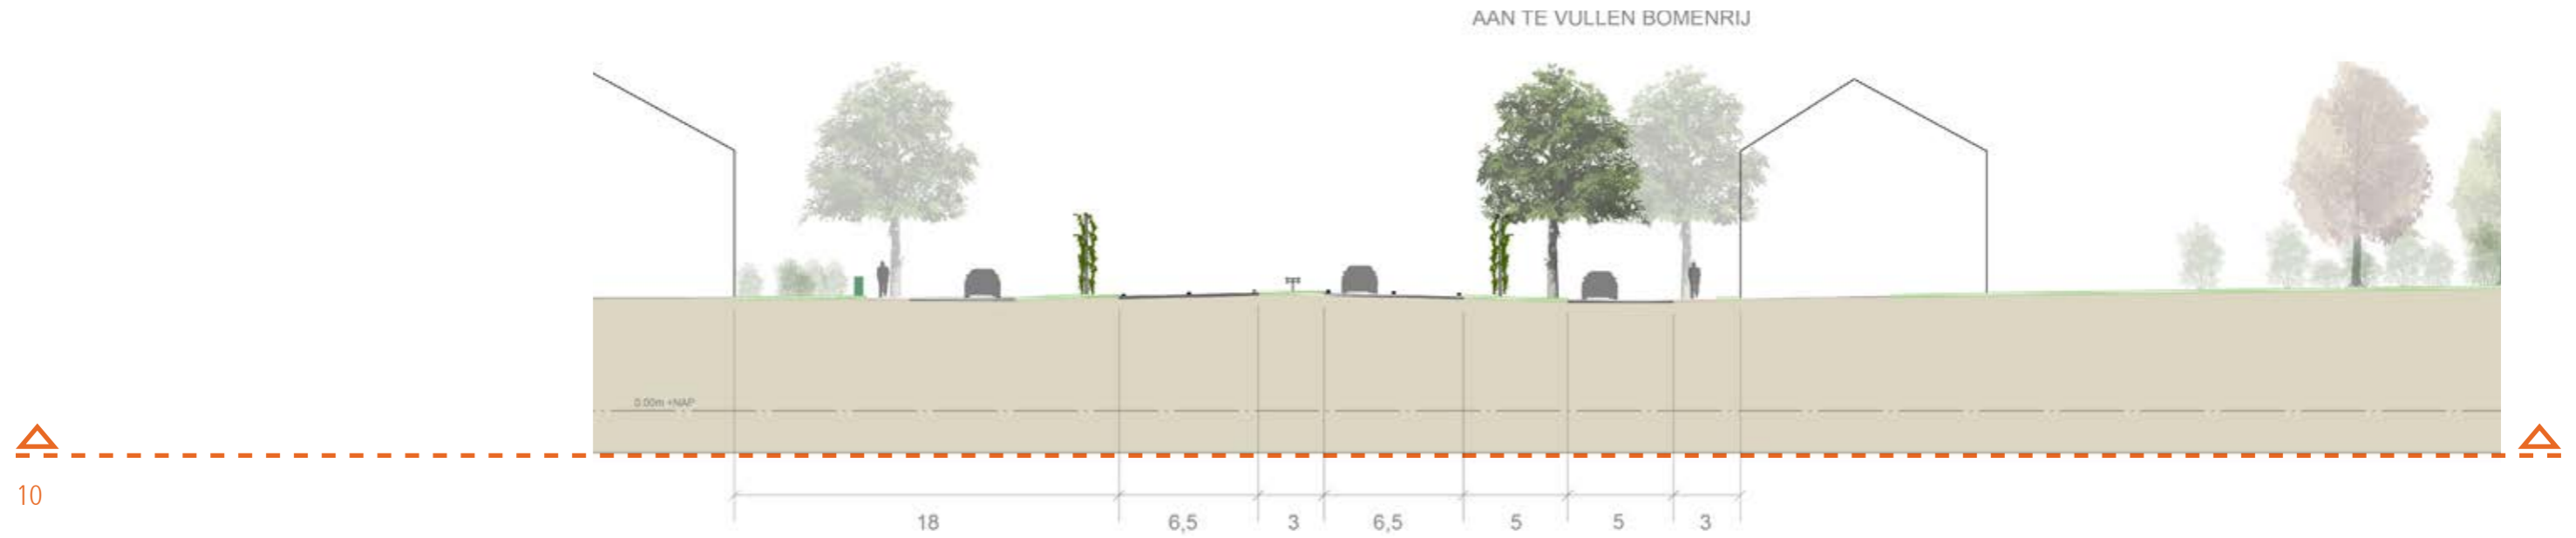 AAN TE VULLEN BOMENRIJ
0.00m +NAP
10
18 6,5 3 6,5 5 5 3